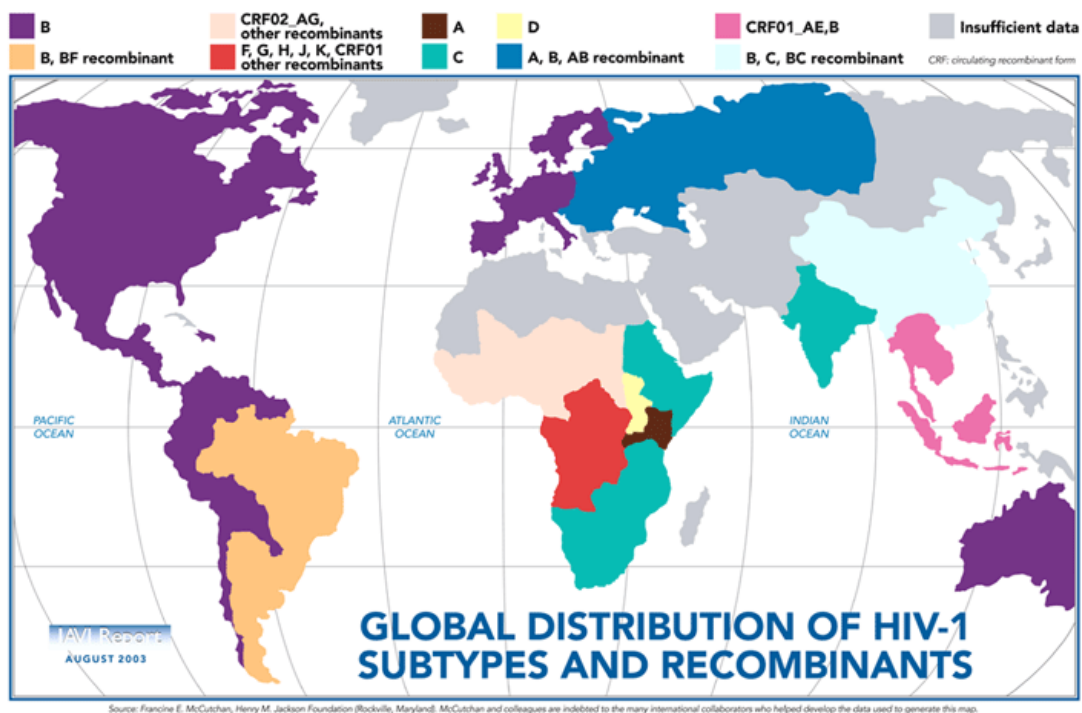 B
CRF02_AG,
other recombinants
A
D
CRF01_AE,B
Insufficient data
B, BF recombinant
F, G, H, J, K, CRF01
other recombinants
C
A, B, AB recombinant
B, C, BC recombinant
CRF: circulating recombinant form
PACIFIC
OCEAN
ATLANTIC
OCEAN
INDIAN
OCEAN
IAVI Report
AUGUST 2003
GLOBAL DISTRIBUTION OF HIV-1
SUBTYPES AND RECOMBINANTS
Source: Francine E. McCutchan, Henry M. Jackson Foundation (Rockville, Maryland). McCutchan and colleagues are indebted to the many international collaborators who helped develop the data used to generate this map.